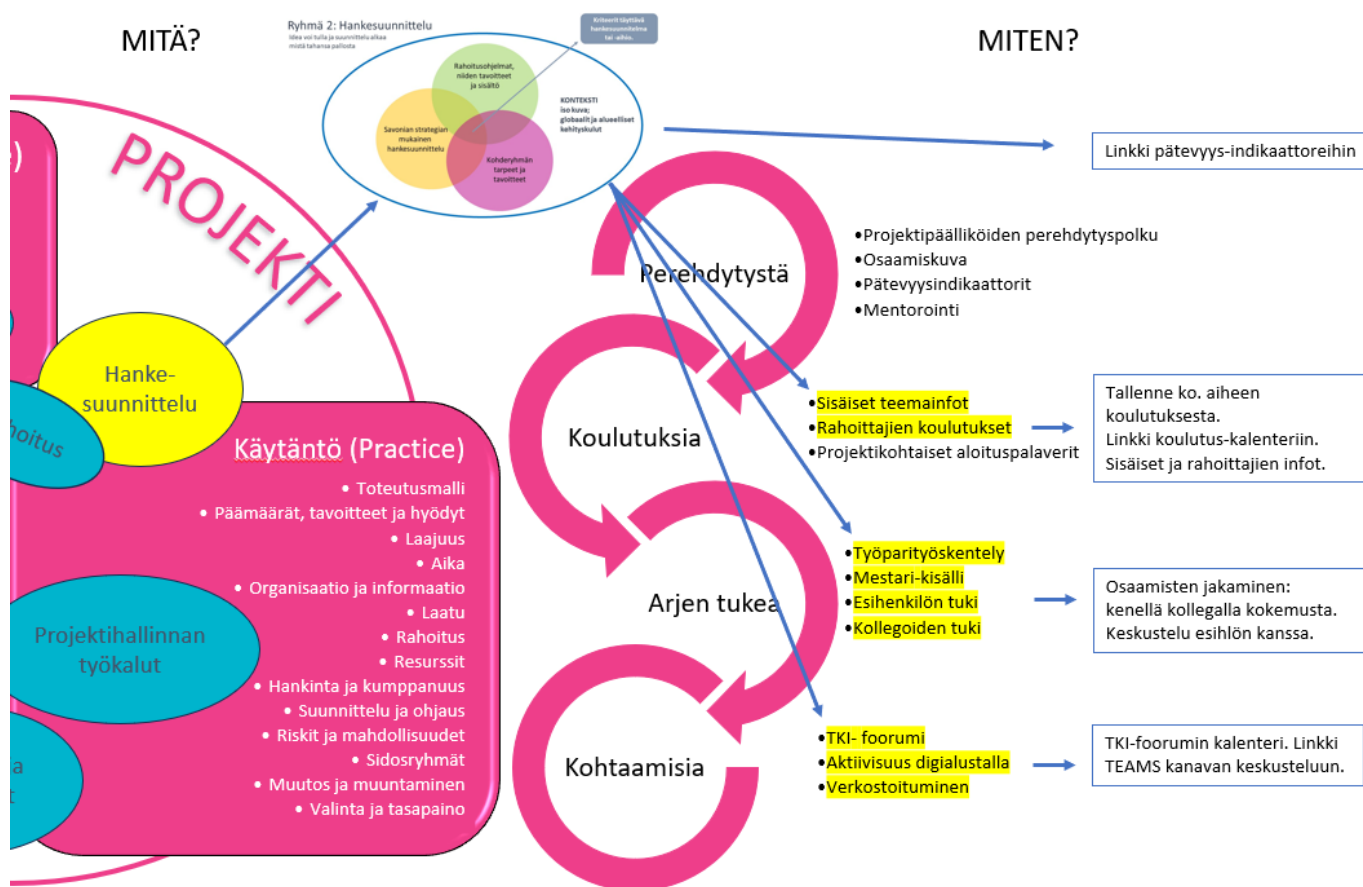 MITÄ?
Ryhmä 2: Hankesuunnittelu
Idea voi tulla ja suunnittelu alkaa
mistä tahansa pallosta
Kriteerit täyttävä
hankesuunnitelma
tai -aihio.
MITEN?
Rahoitusohjelmat,
niiden tavoitteet
ja sisältö
KONTEKSTI
iso kuva;
globaalit ja alueelliset
kehityskulut
Savonian strategian
mukainen
hankesuunnittelu
Kohderyhmän
tarpeet ja
tavoitteet
Linkki pätevyys-indikaattoreihin
e)
PROJEKTI
Hanke-
suunnittelu
hoitus
Käytäntö (Practice)
• Toteutusmalli
• Päämäärät, tavoitteet ja hyödyt
• Laajuus
• Aika
• Organisaatio ja informaatio
• Laatu
• Rahoitus
• Resurssit
• Hankinta ja kumppanuus
• Suunnittelu ja ohjaus
• Riskit ja mahdollisuudet
• Sidosryhmät
• Muutos ja muuntaminen
• Valinta ja tasapaino
Projektihallinnan
työkalut
a
t
Perehdytystä
•Projektipäälliköiden perehdytyspolku
•Osaamiskuva
•Pätevyysindikaattorit
•Mentorointi
Koulutuksia
•Sisäiset teemainfot
•Rahoittajien koulutukset
•Projektikohtaiset aloituspalaverit
Tallenne ko. aiheen
koulutuksesta.
Linkki koulutus-kalenteriin.
Sisäiset ja rahoittajien infot.
Arjen tukea
•Työparityöskentely
•Mestari-kisälli
•Esihenkilön tuki
•Kollegoiden tuki
Osaamisten jakaminen:
kenellä kollegalla kokemusta.
Keskustelu esihlön kanssa.
Kohtaamisia
•TKI- foorumi
•Aktiivisuus digialustalla
•Verkostoituminen
TKI-foorumin kalenteri. Linkki
TEAMS kanavan keskusteluun.